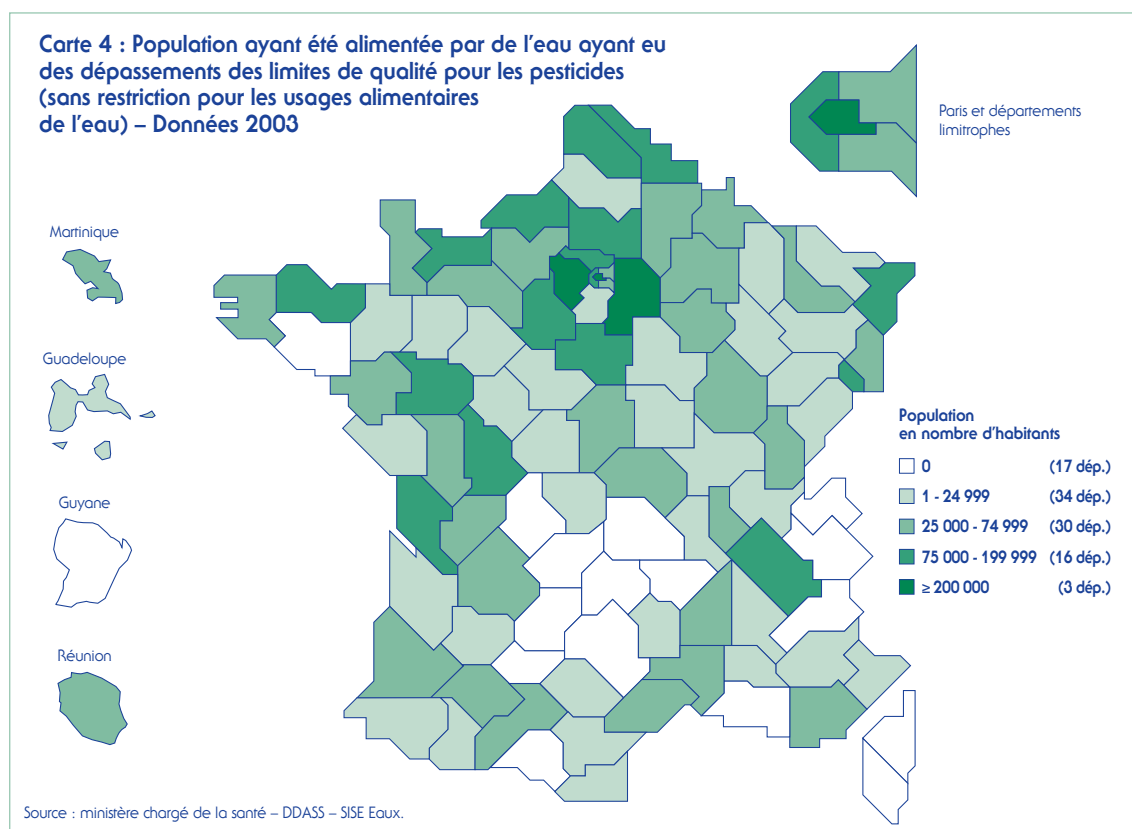 Carte 4 : Population ayant été alimentée par de l'eau ayant eu
des dépassements des limites de qualité pour les pesticides
(sans restriction pour les usages alimentaires
de l'eau) – Données 2003
Paris et départements
limitrophes
Martinique
Guadeloupe
Guyane
Réunion
Population
en nombre d'habitants
0 (17 dép.)
1 - 24 999 (34 dép.)
25 000 - 74 999 (30 dép.)
75 000 - 199 999 (16 dép.)
≥ 200 000 (3 dép.)
Source : ministère chargé de la santé – DDASS – SISE Eaux.